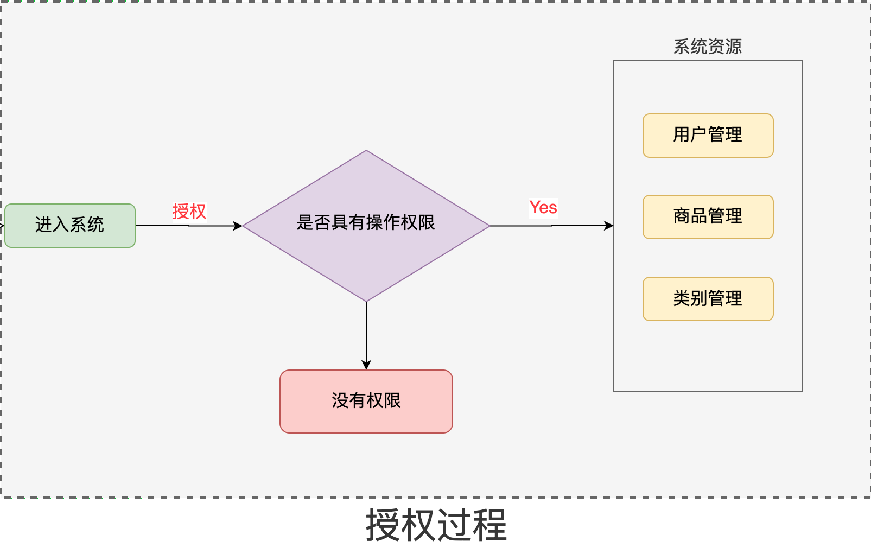 系统资源
用户管理
进入系统
授权
是否具有操作权限
Yes
商品管理
类别管理
没有权限
授权过程